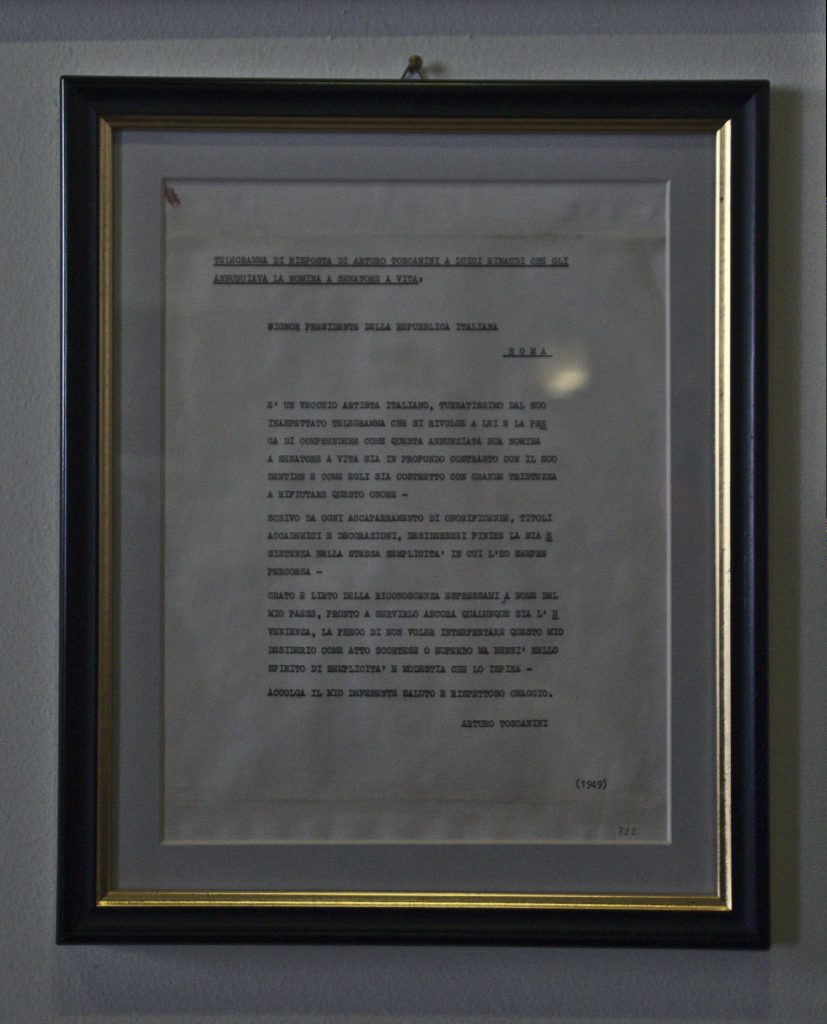 TELEGRAMMA DI RISPOSTA DI ARTURO TOSCANINI A LUIGI EINAUDI CHE GLI
ANNUNCIAVA LA NOMINA A SENATORE A VITA:
SIGNOR PRESIDENTE DELLA REPUBBLICA ITALIANA
ROMA
E' UN VECCHIO ARTISTA ITALIANO, TURBATISSIMO DAL SUO
INASPETTATO TELEGRAMMA CHE SI RIVOLGE A LEI E LA PRE
GA DI COMPRENDERE COME QUESTA ANNUNZIATA SUA NOMINA
A SENATORE A VITA SIA IN PROFONDO CONTRASTO CON IL SUO
SENTIRE E COME EGLI SIA COSTRETTO CON GRANDE TRISTEZZA
A RIFIUTARE QUESTO ONORE -
SCHIVO DA OGNI ACCAPARRAMENTO DI ONORIFICENZE, TITOLI
ACCADEMICI E DECORAZIONI, DESIDEREREI FINIRE LA MIA E
SISTENZA NELLA STESSA SEMPLICITA' IN CUI L'HO SEMPRE
PERCORSA -
GRATO E LIETO DELLA RICONOSCENZA ESPRESSAMI A NOME DEL
MIO PAESE, PRONTO A SERVIRLO ANCORA QUALUNQUE SIA L' E
VENIENZA, LA PREGO DI NON VOLER INTERPETARE QUESTO MIO
DESIDERIO COME ATTO SCORTESE O SUPERBO MA BENSI' NELLO
SPIRITO DI SEMPLICITA' E MODESTIA CHE LO ISPIRA -
ACCOLGA IL MIO DEFERENTE SALUTO E RISPETTOSO OMAGGIO.
ARTURO TOSCANINI
(1949)